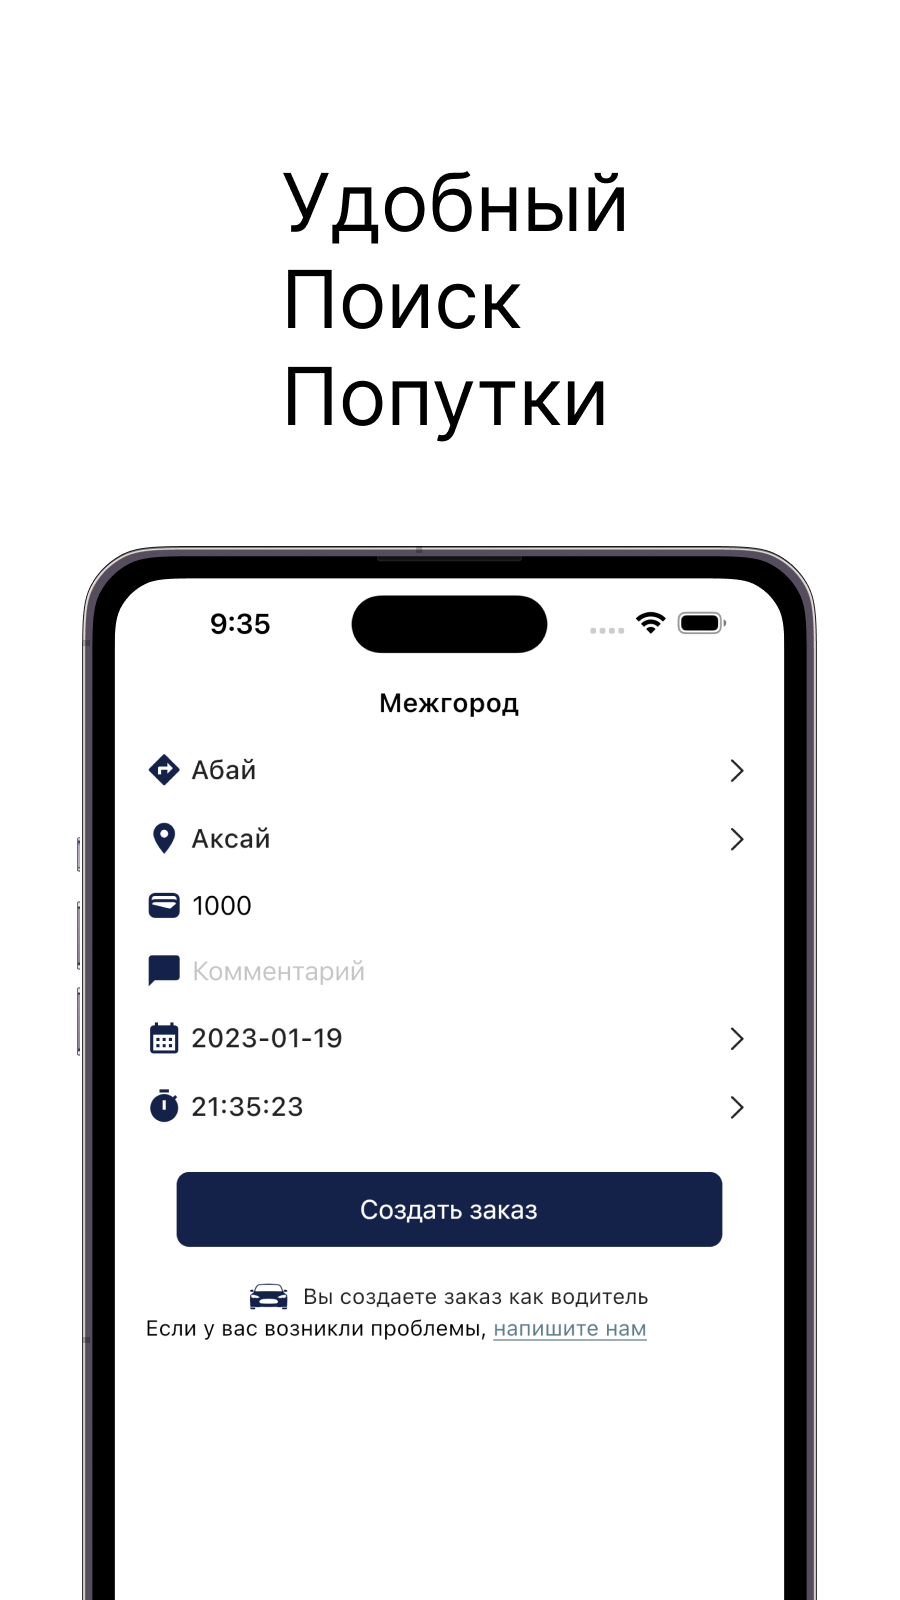 Удобный
Поиск
Попутки
9:35
Межгород
Абай
Аксай
1000
Комментарий
2023-01-19
21:35:23
Создать заказ
Вы создаете заказ как водитель
Если у вас возникли проблемы, напишите нам